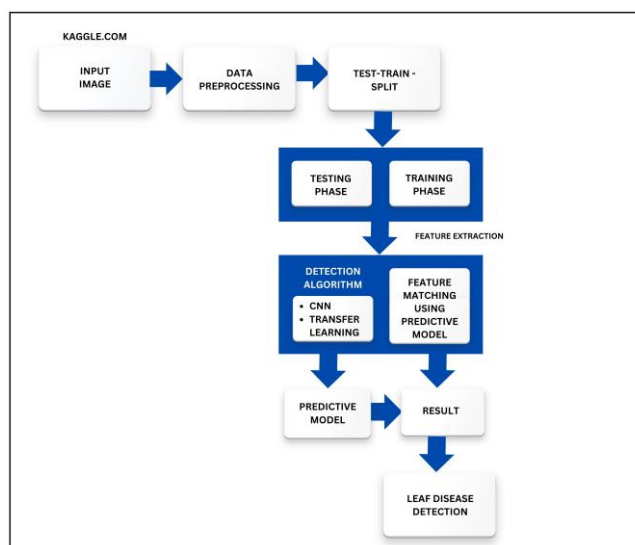 KAGGLE.COM
INPUT
IMAGE
DATA
PREPROCESSING
TEST-TRAIN -
SPLIT
TESTING
PHASE
TRAINING
PHASE
FEATURE EXTRACTION
DETECTION
ALGORITHM
• CNN
• TRANSFER
LEARNING
FEATURE
MATCHING
USING
PREDICTIVE
MODEL
PREDICTIVE
MODEL
RESULT
LEAF DISEASE
DETECTION